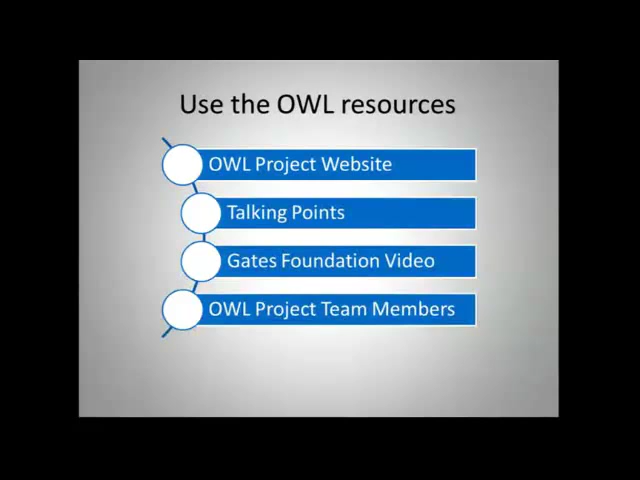 Use the OWL resources
OWL Project Website
Talking Points
Gates Foundation Video
OWL Project Team Members